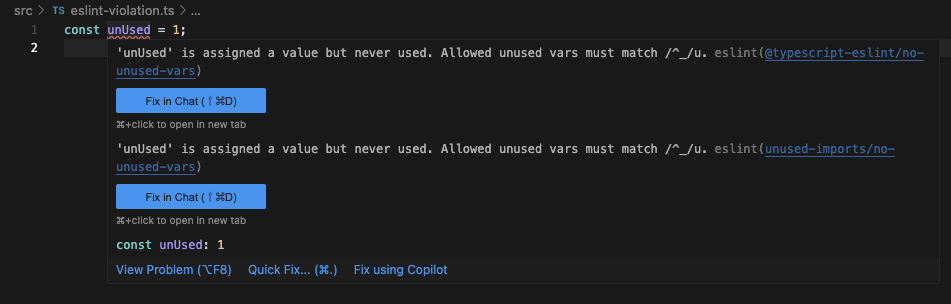 src > TS eslint-violation.ts > ...
1 const unUsed = 1;
2
'unUsed' is assigned a value but never used. Allowed unused vars must match /^_/u. eslint(@typescript-eslint/no-
unused-vars)
Fix in Chat (⇧⌘D)
⌘+click to open in new tab
'unUsed' is assigned a value but never used. Allowed unused vars must match /^_/u. eslint(unused-imports/no-
unused-vars)
Fix in Chat (⇧⌘D)
⌘+click to open in new tab
const unUsed: 1
View Problem (⌥F8) Quick Fix... (⌘.) Fix using Copilot